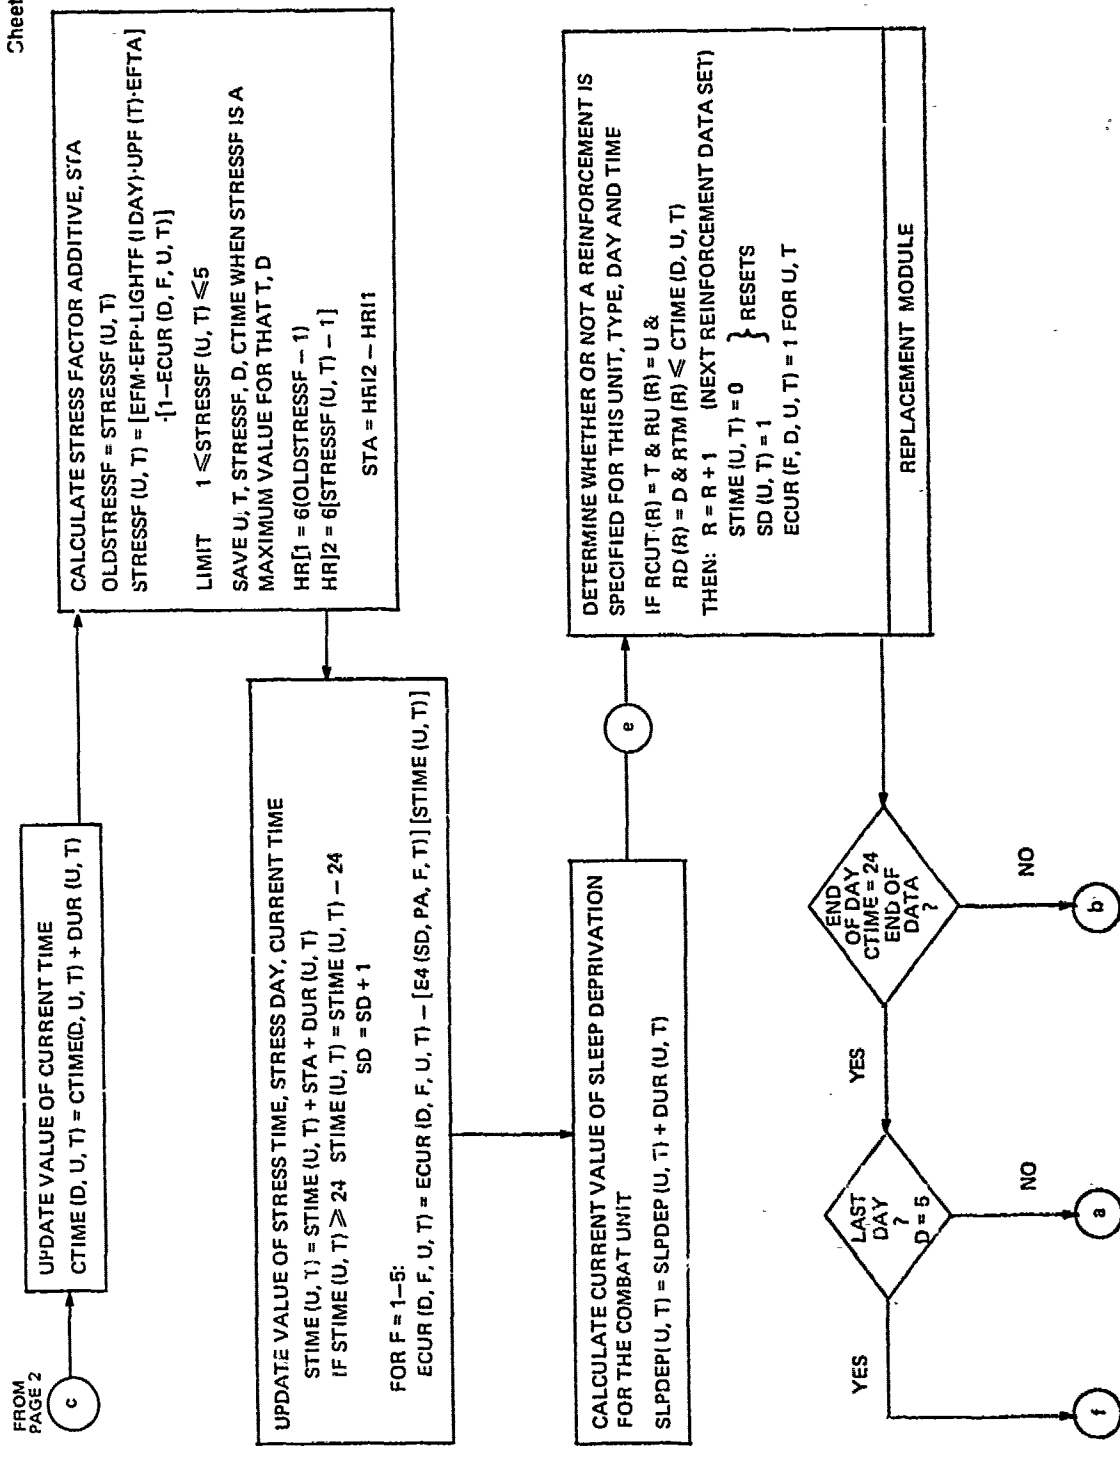 Sheet
FROM
PAGE 2
c
UPDATE VALUE OF CURRENT TIME
CTIME (D, U, T) = CTIME(D, U, T) + DUR (U, T)
CALCULATE STRESS FACTOR ADDITIVE, STA
OLDSTRESSF = STRESSF (U, T)
STRESSF (U, T) = [EFM·EFP·LIGHTF (I DAY)·UPF (T)·EFTA]
·[1–ECUR (D, F, U, T)]
LIMIT 1 ⩽ STRESSF (U, T) ⩽ 5
SAVE U, T, STRESSF, D, CTIME WHEN STRESSF IS A
MAXIMUM VALUE FOR THAT T, D
HR[1 = 6(OLDSTRESSF – 1)
HR]2 = 6[STRESSF (U, T) – 1]
STA = HRI2 – HRI1
UPDATE VALUE OF STRESS TIME, STRESS DAY, CURRENT TIME
STIME (U, T) = STIME (U, T) + STA + DUR (U, T)
IF STIME (U, T) ⩾ 24 STIME (U, T) = STIME (U, T) – 24
SD = SD + 1
FOR F = 1–5:
ECUR (D, F, U, T) = ECUR (D, F, U, T) – [E4 (SD, PA, F, T)] [STIME (U, T)]
CALCULATE CURRENT VALUE OF SLEEP DEPRIVATION
FOR THE COMBAT UNIT
SLPDEP( U, T) = SLPDEP (U, T) + DUR (U, T)
e
DETERMINE WHETHER OR NOT A REINFORCEMENT IS
SPECIFIED FOR THIS UNIT, TYPE, DAY AND TIME
IF RCUT (R) = T & RU (R) = U &
RD (R) = D & RTM (R) ⩽ CTIME (D, U, T)
THEN: R = R + 1 (NEXT REINFORCEMENT DATA SET)
STIME (U, T) = 0
SD (U, T) = 1
} RESETS
ECUR (F, D, U, T) = 1 FOR U, T
REPLACEMENT MODULE
END
OF DAY
CTIME = 24
END OF
DATA
?
NO
b
YES
LAST
DAY
?
D = 5
NO
a
YES
f